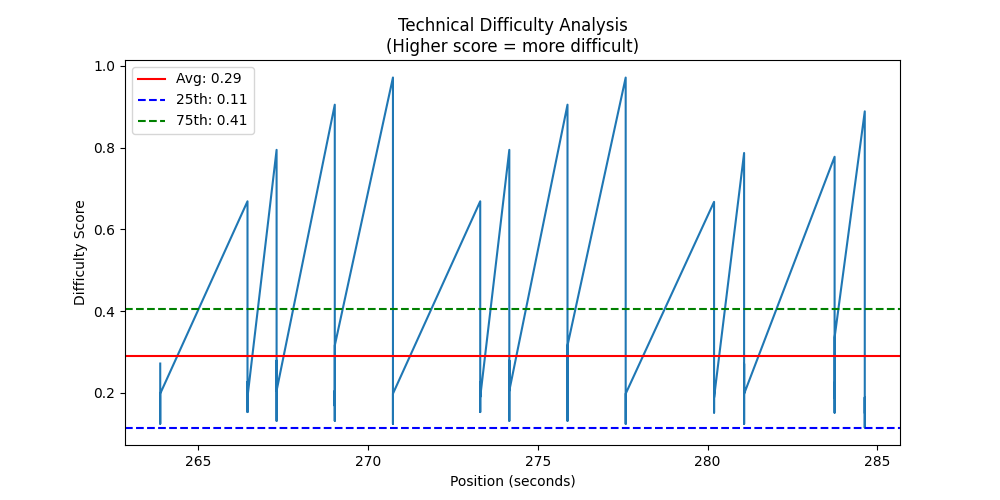 Technical Difficulty Analysis
(Higher score = more difficult)
Avg: 0.29
25th: 0.11
75th: 0.41
Difficulty Score
1.0
0.8
0.6
0.4
0.2
265 270 275 280 285
Position (seconds)